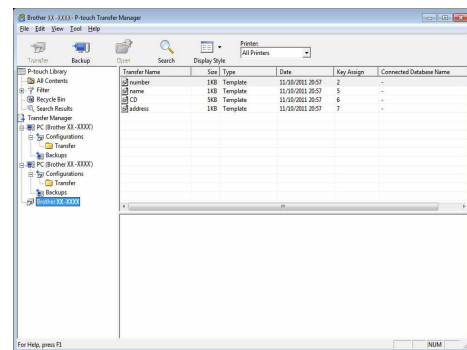 Brother XX-XXXX - P-touch Transfer Manager
File Edit View Tool Help
Transfer Backup Open Search Display Style
Printer:
All Printers
P-touch Library
All Contents
Filter
Recycle Bin
Search Results
Transfer Manager
PC (Brother XX-XXXX)
Configurations
Transfer
Backups
PC (Brother XX-XXXX)
Configurations
Transfer
Backups
Brother XX-XXXX
Transfer Name Size Type Date Key Assign Connected Database Name
number 1KB Template 11/10/2011 20:57 2 -
name 1KB Template 11/10/2011 20:57 5 -
CD 5KB Template 11/10/2011 20:57 6 -
address 1KB Template 11/10/2011 20:57 7 -
For Help, press F1
NUM